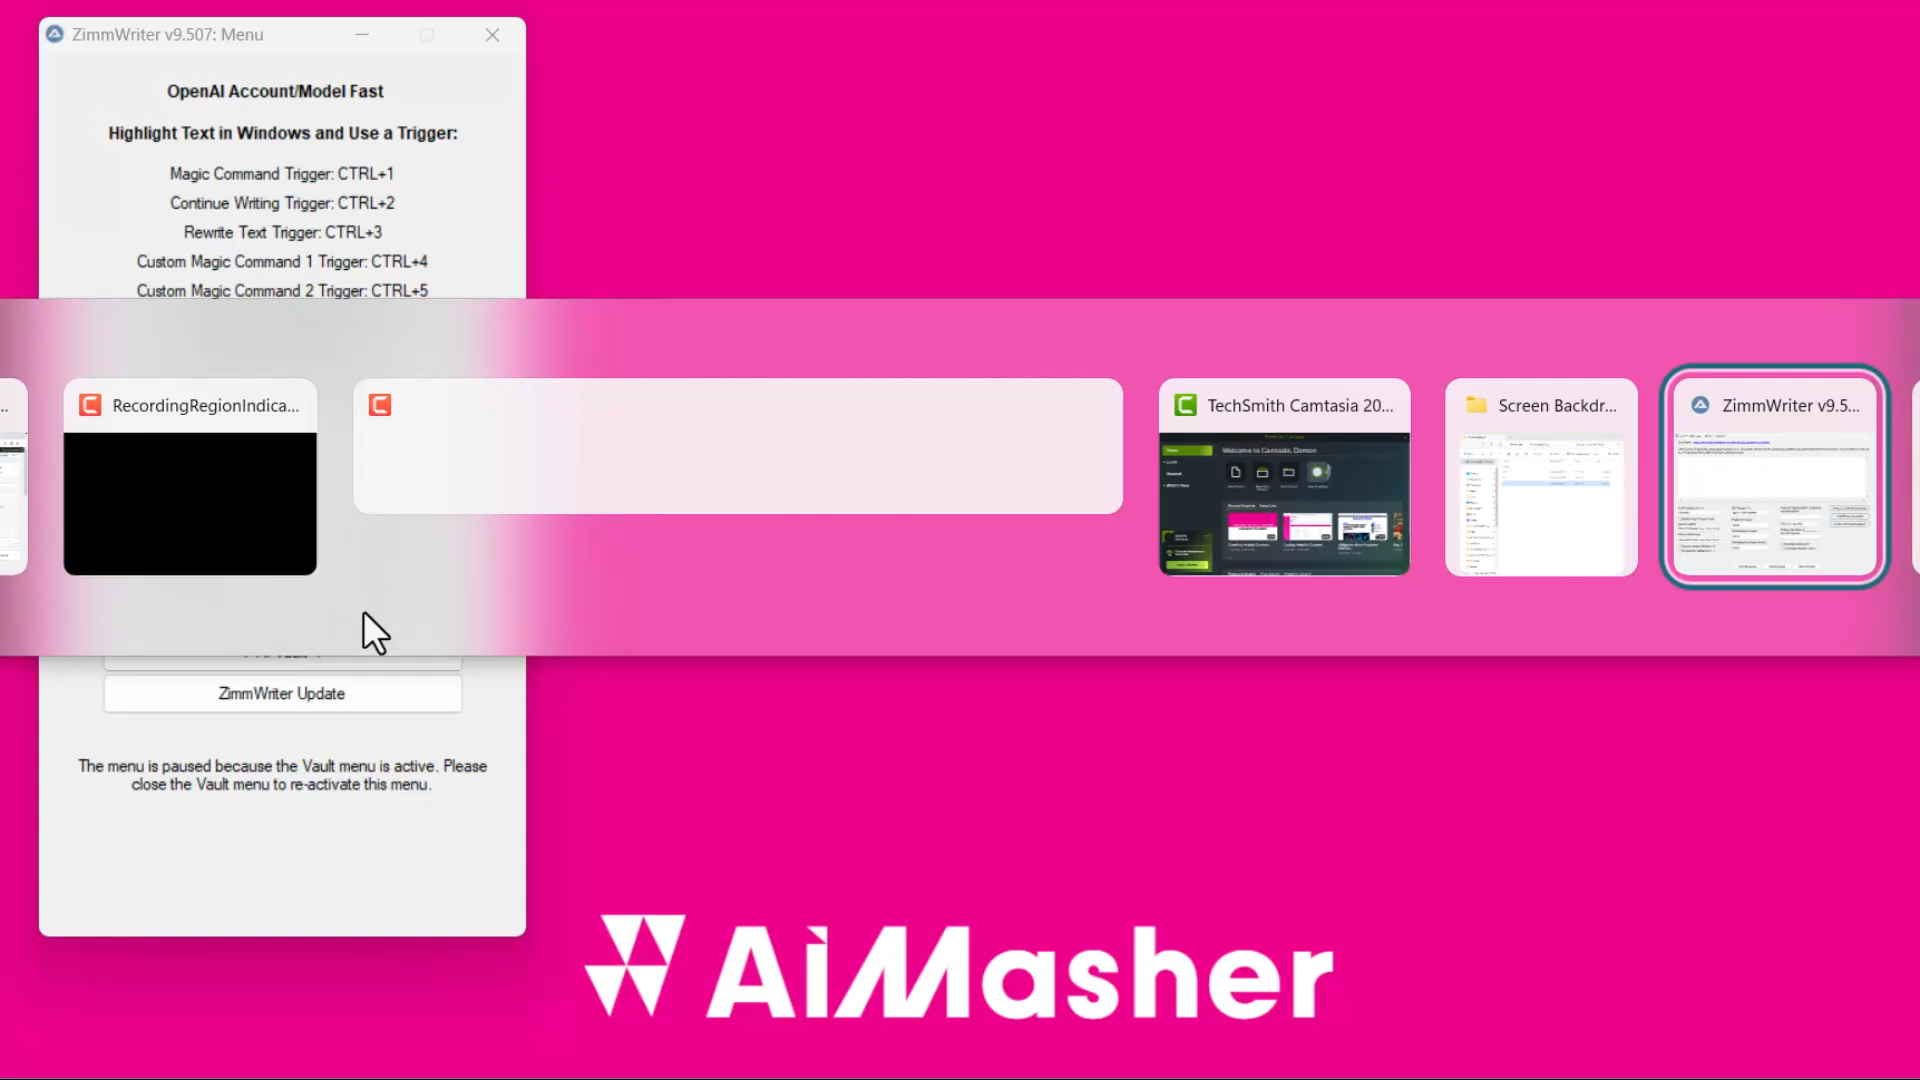 ZimmWriter v9.507: Menu
OpenAI Account/Model Fast
Highlight Text in Windows and Use a Trigger:
Magic Command Trigger: CTRL+1
Continue Writing Trigger: CTRL+2
Rewrite Text Trigger: CTRL+3
Custom Magic Command 1 Trigger: CTRL+4
Custom Magic Command 2 Trigger: CTRL+5
...
RecordingRegionIndica...
TechSmith Camtasia 20...
Screen Backdr...
ZimmWriter v9.5...
Welcome to Camtasia, Demon
ZimmWriter Update
The menu is paused because the Vault menu is active. Please
close the Vault menu to re-activate this menu.
AiMasher